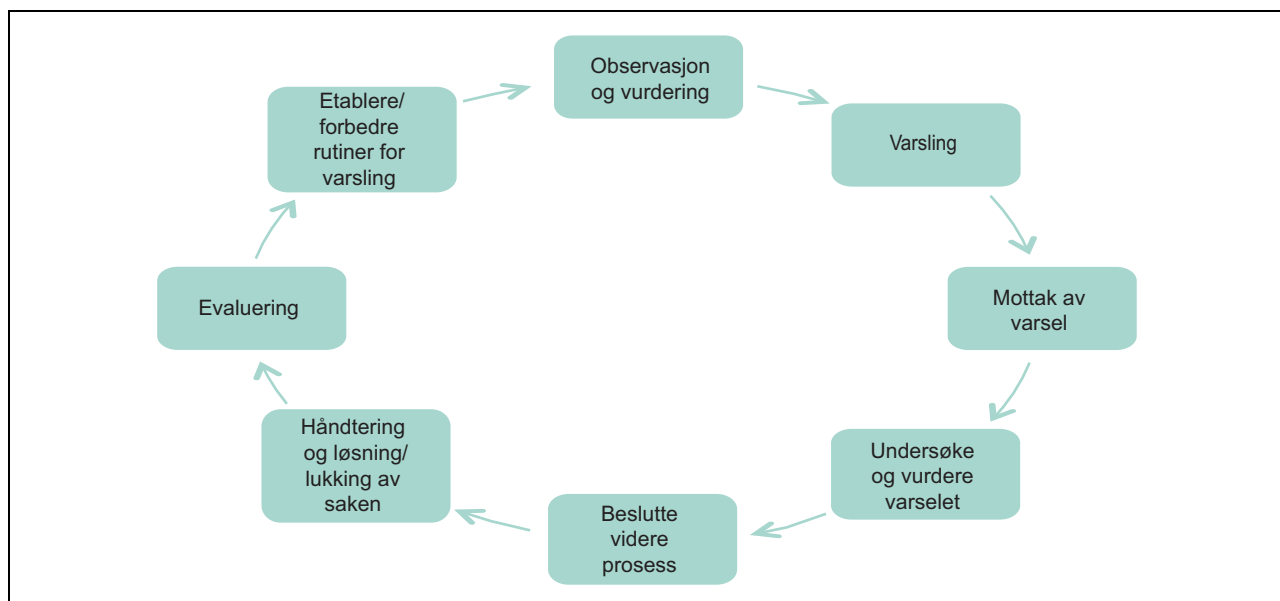 Observasjon
og vurdering
Varsling
Mottak av
varsel
Undersøke
og vurdere
varselet
Beslutte
videre
prosess
Håndtering
og løsning/
lukking av
saken
Evaluering
Etablere/
forbedre
rutiner for
varsling